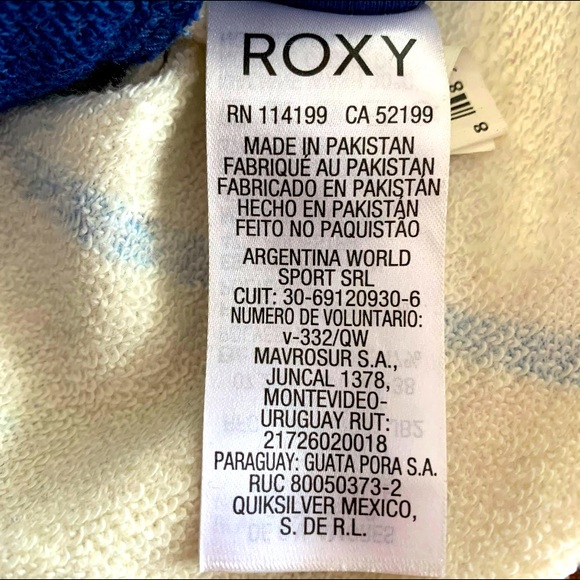 ROXY
RN 114199 CA 52199
MADE IN PAKISTAN
FABRIQUÉ AU PAKISTAN
FABRICADO EN PAKISTÁN
HECHO EN PAKISTÁN
FEITO NO PAQUISTÃO
ARGENTINA WORLD
SPORT SRL
CUIT: 30-69120930-6
NUMERO DE VOLUNTARIO:
v-332/QW
MAVROSUR S.A.,
JUNCAL 1378,
MONTEVIDEO-
URUGUAY RUT:
21726020018
PARAGUAY: GUATA PORA S.A.
RUC 80050373-2
QUIKSILVER MEXICO,
S. DE R.L.
8